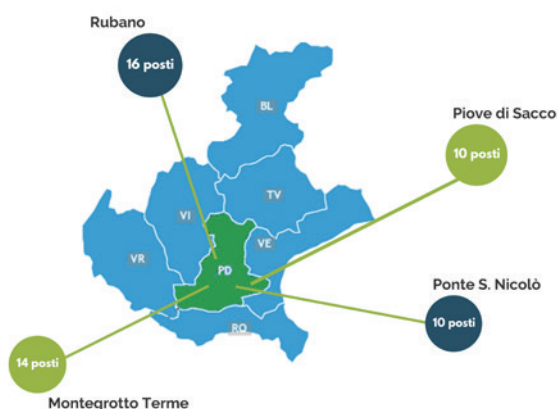 Rubano
16 posti
BL
Piove di Sacco
10 posti
TV
VI
VE
VR
PD
Ponte S. Nicolò
10 posti
RO
14 posti
Montegrotto Terme